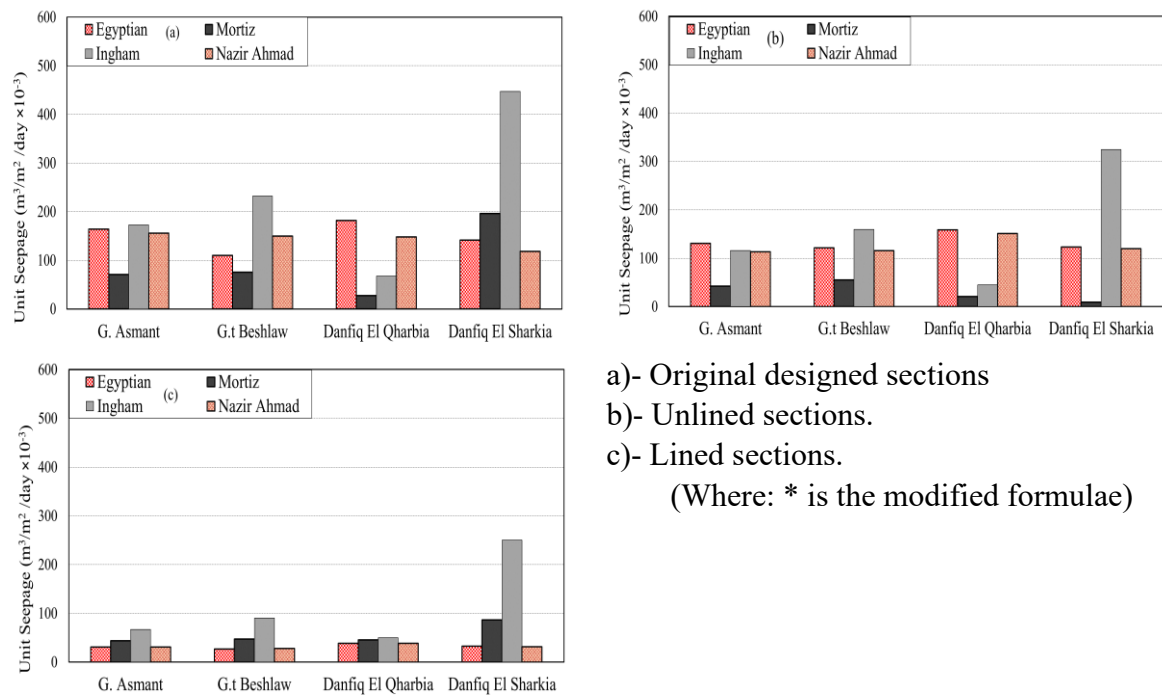 Unit Seepage (m³/m² /day ×10⁻³)
600
500
400
300
200
100
0
Egyptian Mortiz
(a)
Ingham Nazir Ahmad
G. Asmant G.t Beshlaw Danfiq El Qharbia Danfiq El Sharkia
Unit Seepage (m³/m² /day ×10⁻³)
600
500
400
300
200
100
0
Egyptian Mortiz
(b)
Ingham Nazir Ahmad
G. Asmant G.t Beshlaw Danfiq El Qharbia Danfiq El Sharkia
Unit Seepage (m³/m² /day ×10⁻³)
600
500
400
300
200
100
0
Egyptian Mortiz
(c)
Ingham Nazir Ahmad
G. Asmant G.t Beshlaw Danfiq El Qharbia Danfiq El Sharkia
a)- Original designed sections
b)- Unlined sections.
c)- Lined sections.
(Where: * is the modified formulae)